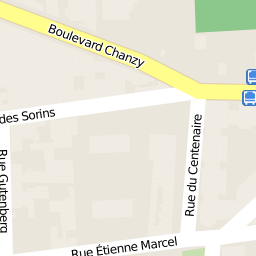 Boulevard Chanzy
des Sorins
Rue du Centenaire
Rue Gutenberg
Rue Étienne Marcel